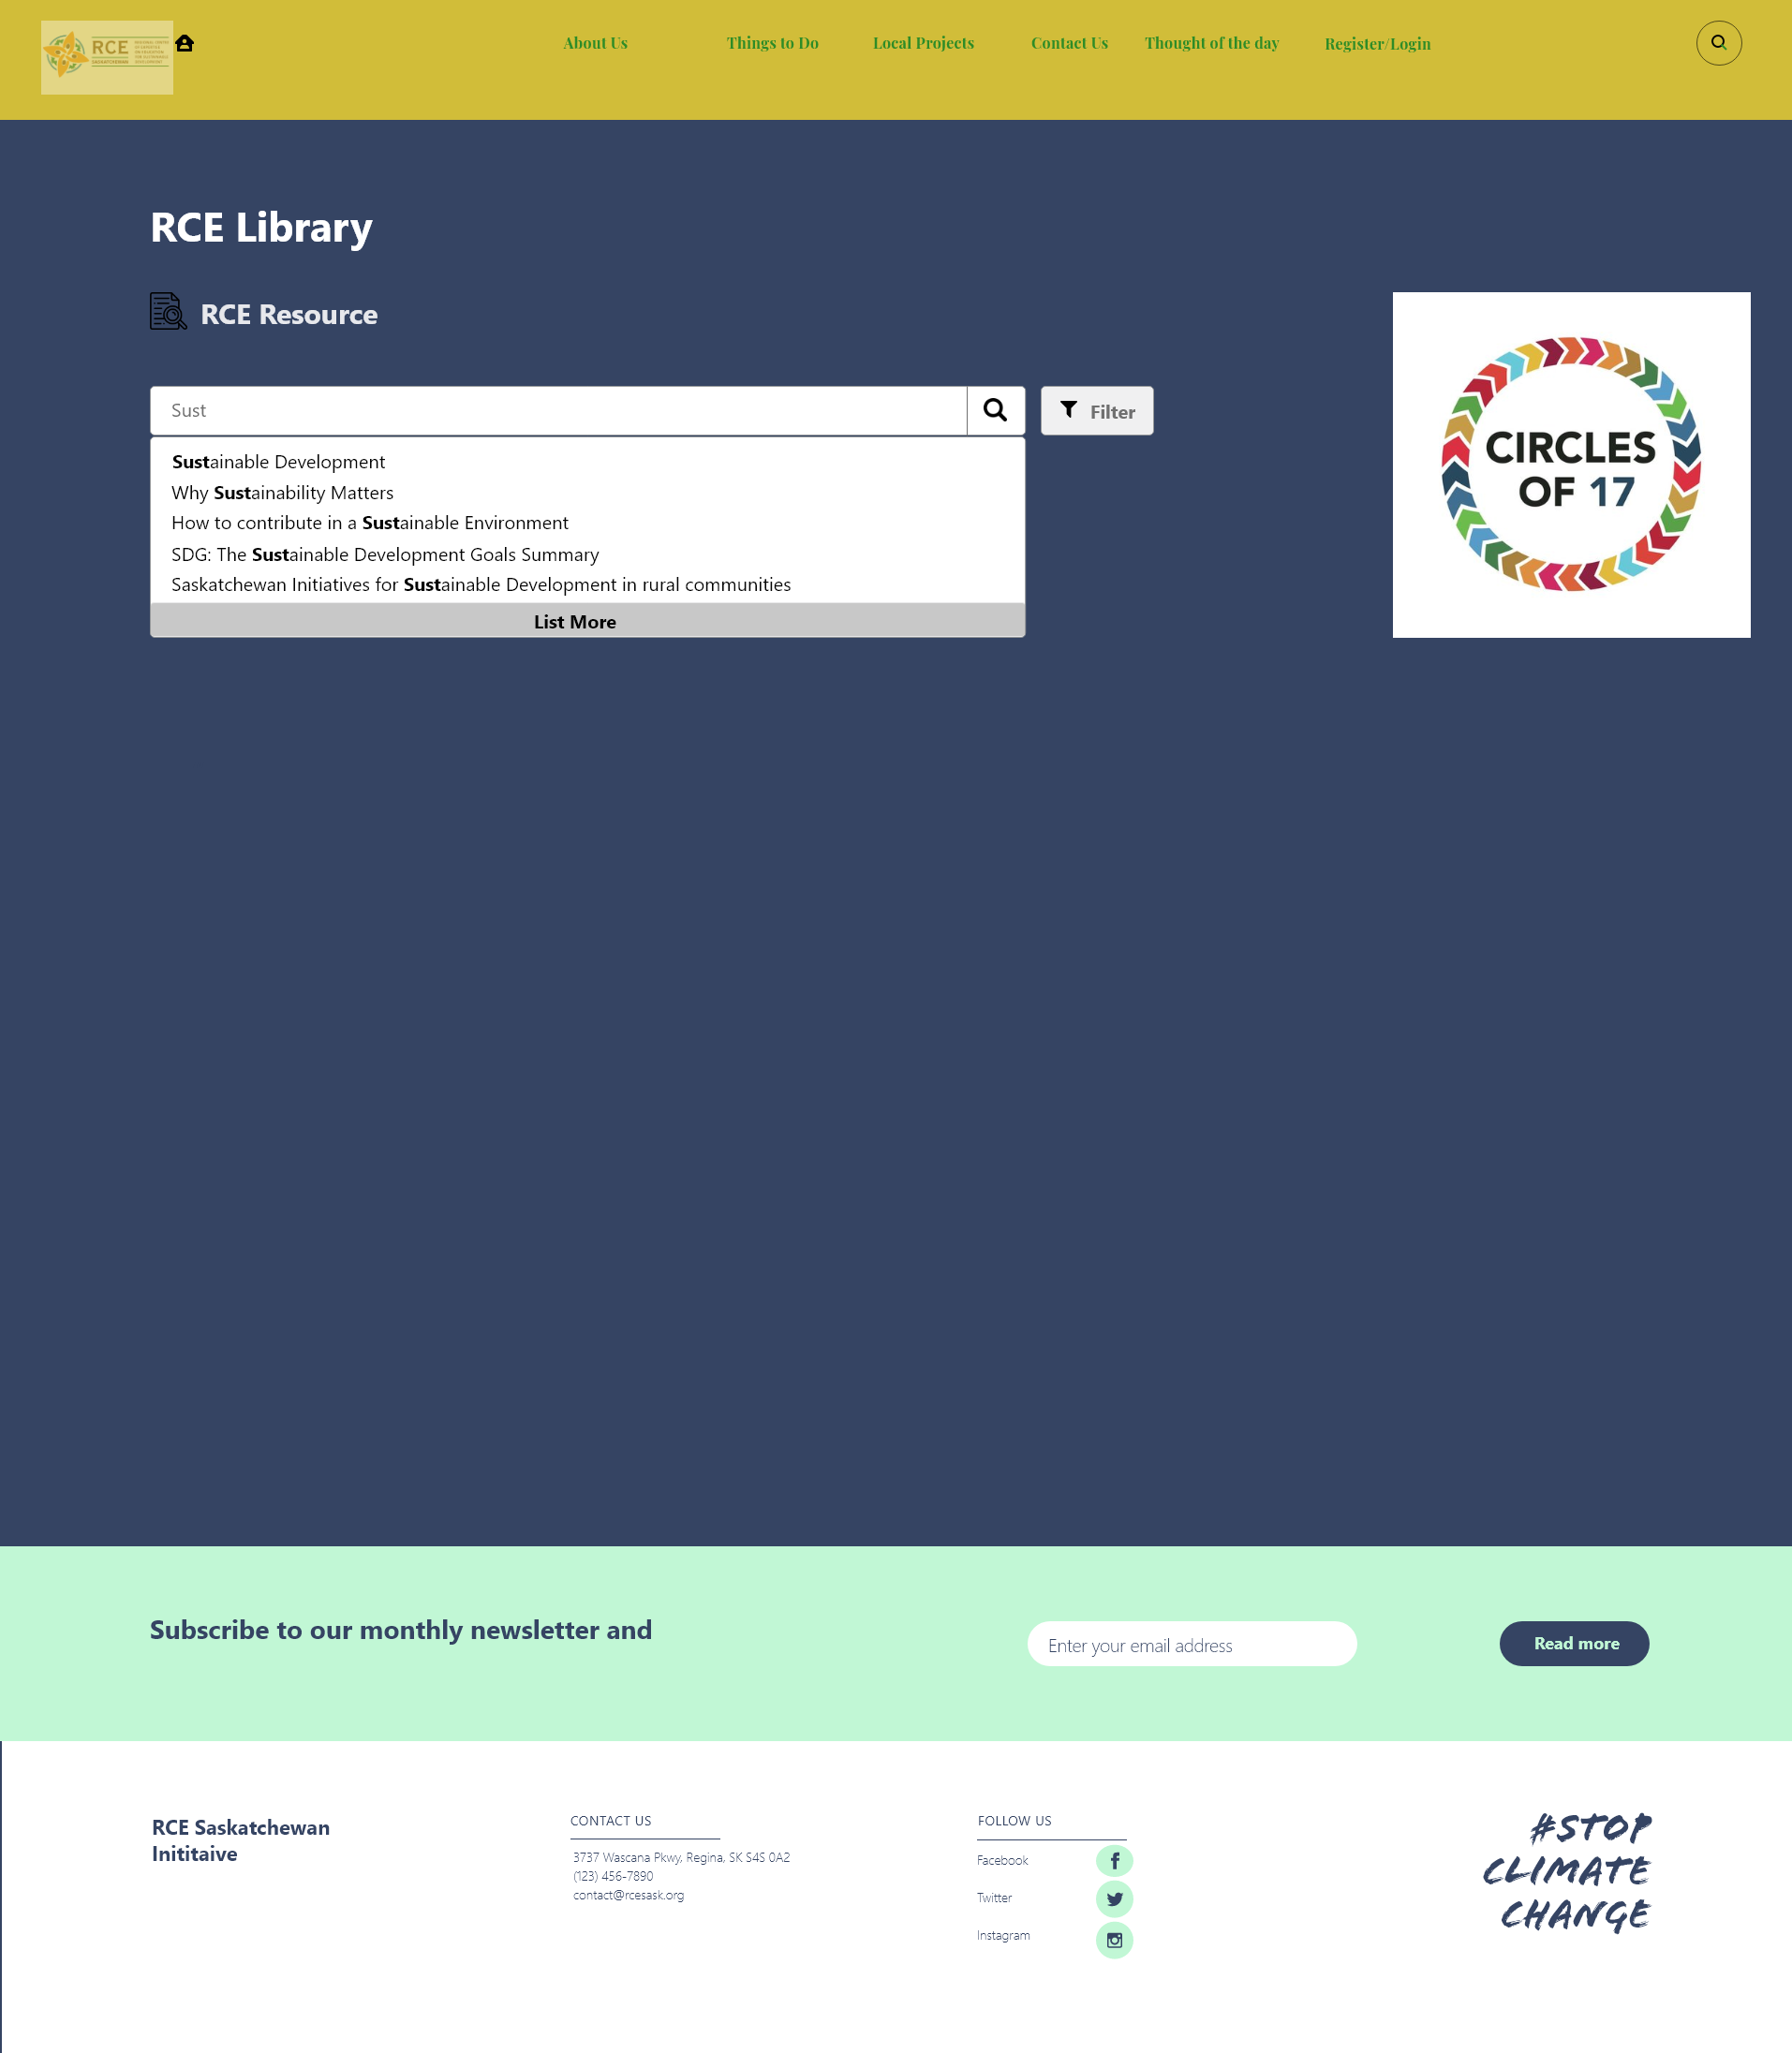 RCE
SASKATCHEWAN
About Us
Things to Do
Local Projects
Contact Us
Thought of the day
Register/Login
RCE Library
RCE Resource
Sust
Filter
Sustainable Development
Why Sustainability Matters
How to contribute in a Sustainable Environment
SDG: The Sustainable Development Goals Summary
Saskatchewan Initiatives for Sustainable Development in rural communities
List More
CIRCLES
OF 17
Subscribe to our monthly newsletter and
Enter your email address
Read more
RCE Saskatchewan
Inititaive
CONTACT US
3737 Wascana Pkwy, Regina, SK S4S 0A2
(123) 456-7890
contact@rcesask.org
FOLLOW US
Facebook
Twitter
Instagram
#STOP
CLIMATE
CHANGE